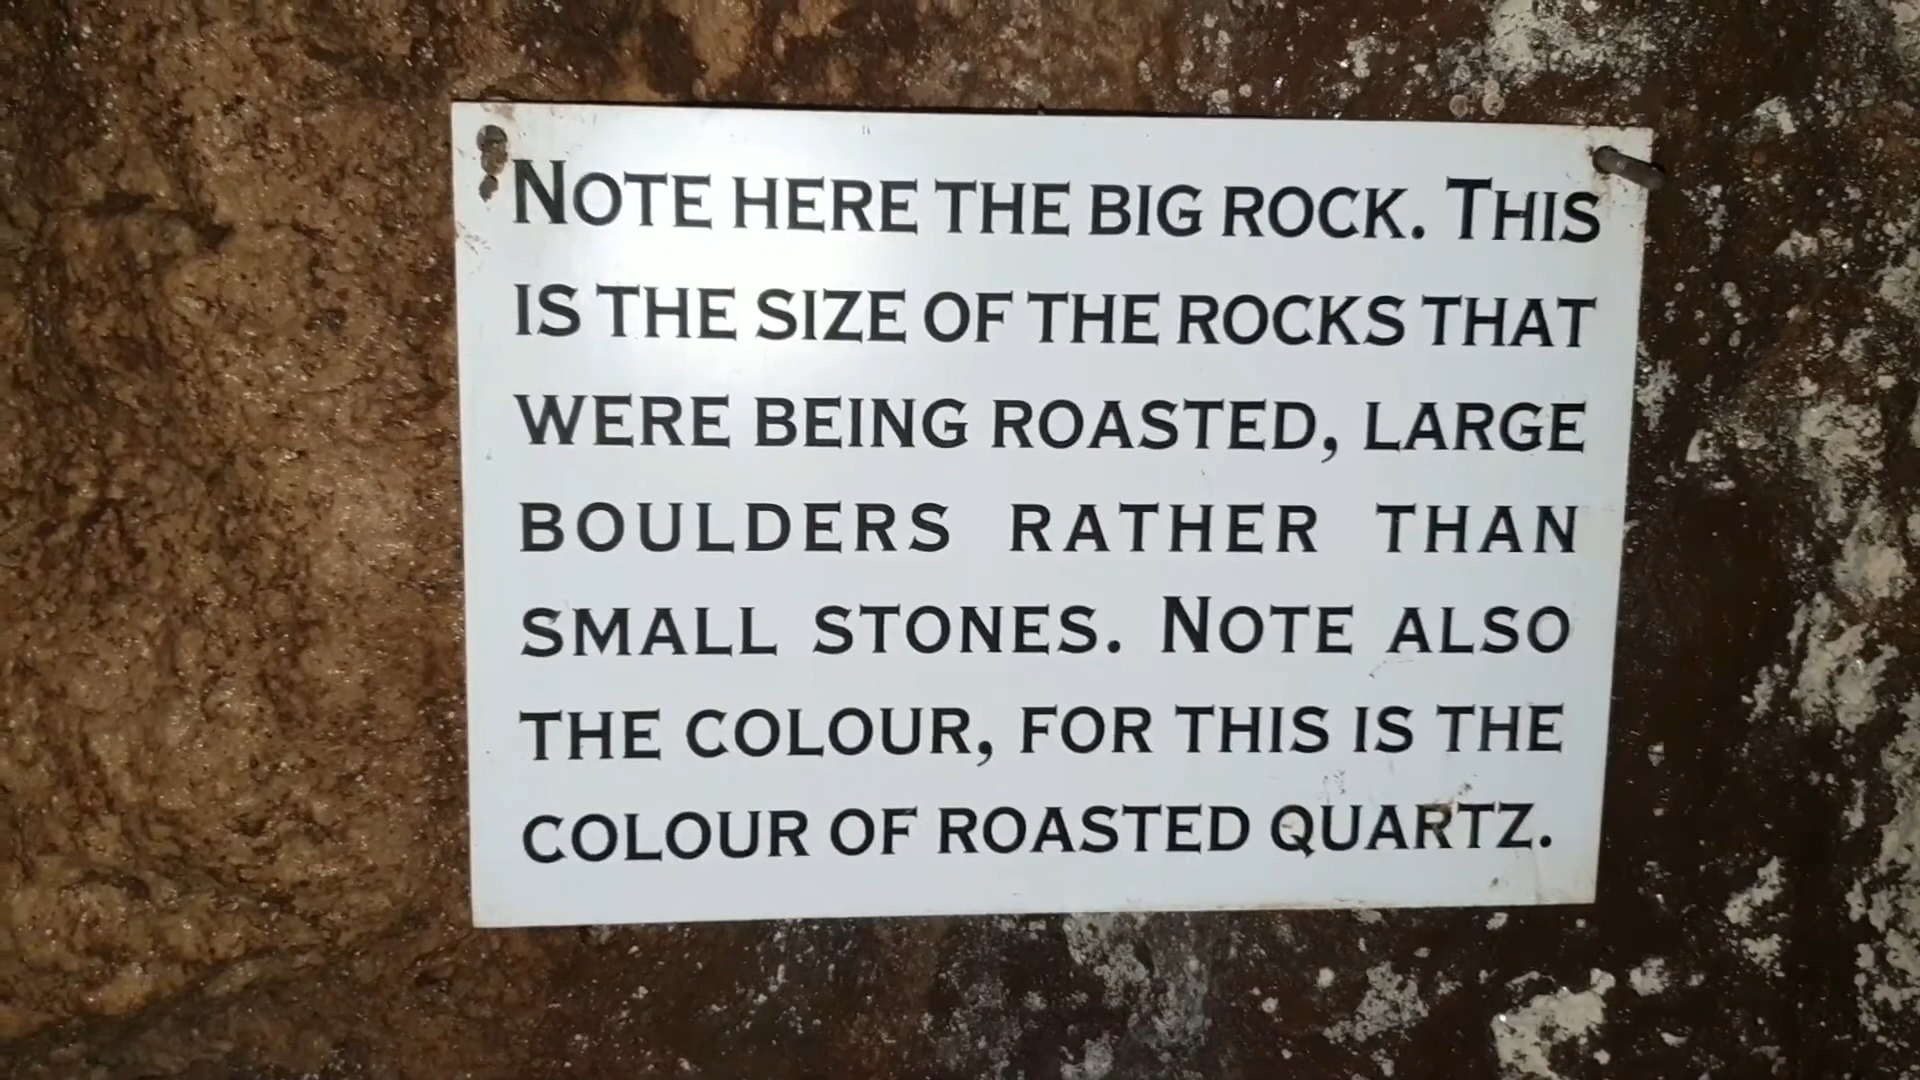 NOTE HERE THE BIG ROCK. THIS
IS THE SIZE OF THE ROCKS THAT
WERE BEING ROASTED, LARGE
BOULDERS RATHER THAN
SMALL STONES. NOTE ALSO
THE COLOUR, FOR THIS IS THE
COLOUR OF ROASTED QUARTZ.